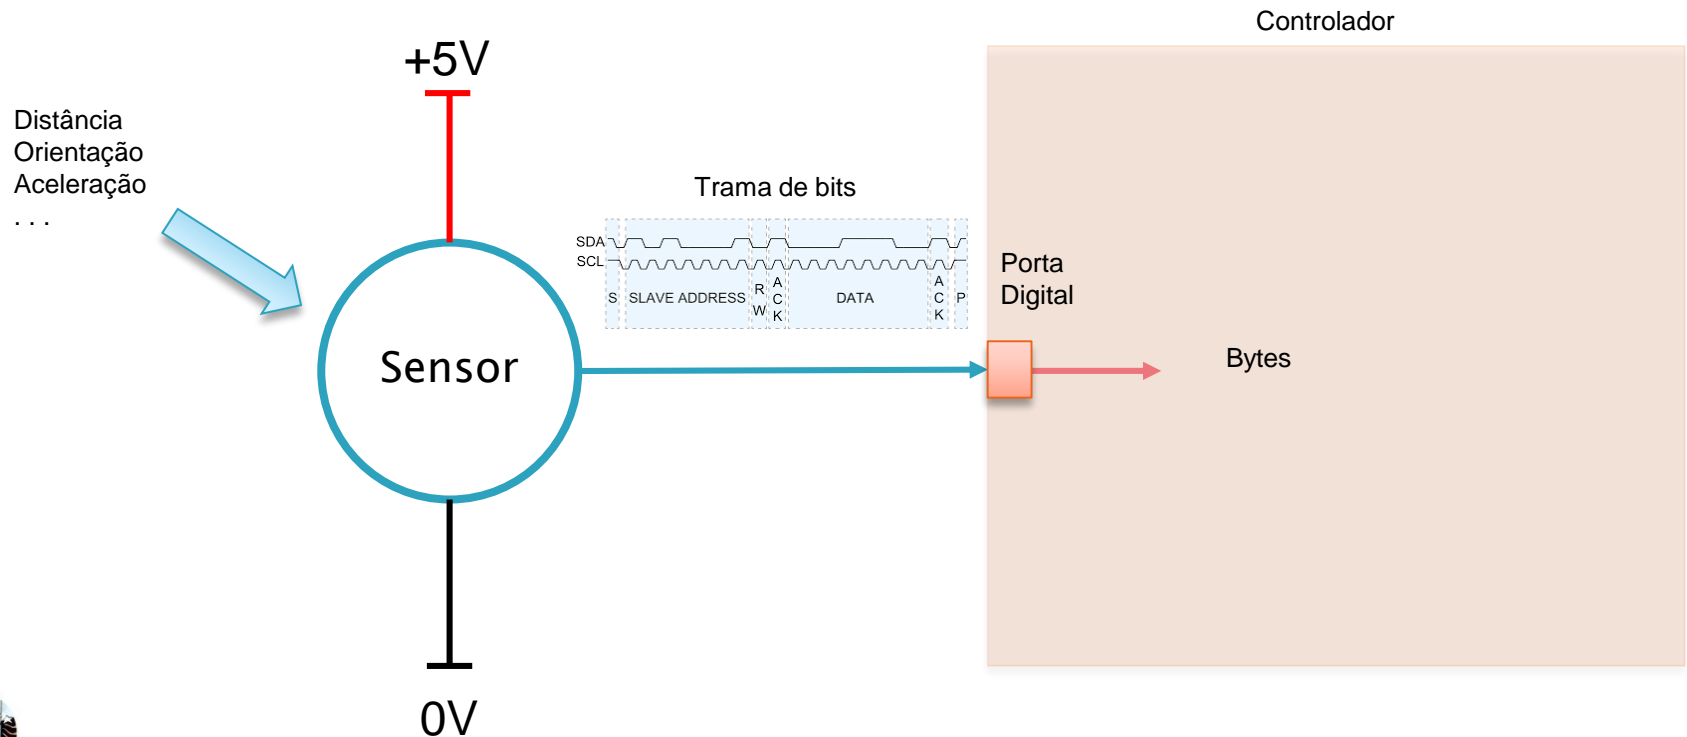 Controlador
+5V
Distância
Orientação
Aceleração
. . .
Trama de bits
SDA
SCL
S SLAVE ADDRESS R W A C K DATA A C K P
Porta
Digital
Sensor
Bytes
0V